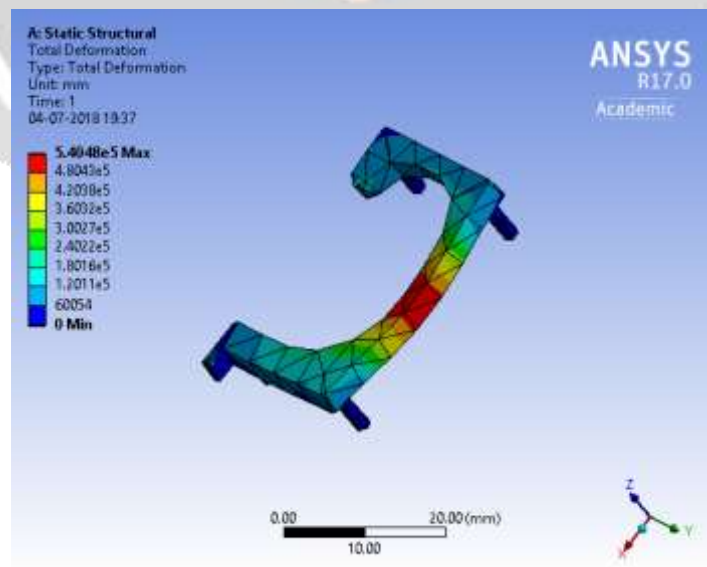 A: Static Structural
Total Deformation
Type: Total Deformation
Unit: mm
Time: 1
04-07-2018 19:37
ANSYS
R17.0
Academic
5.4048e5 Max
4.8043e5
4.2038e5
3.6032e5
3.0027e5
2.4022e5
1.8016e5
1.2011e5
60054
0 Min
0.00 20.00 (mm)
10.00
Z
Y
X